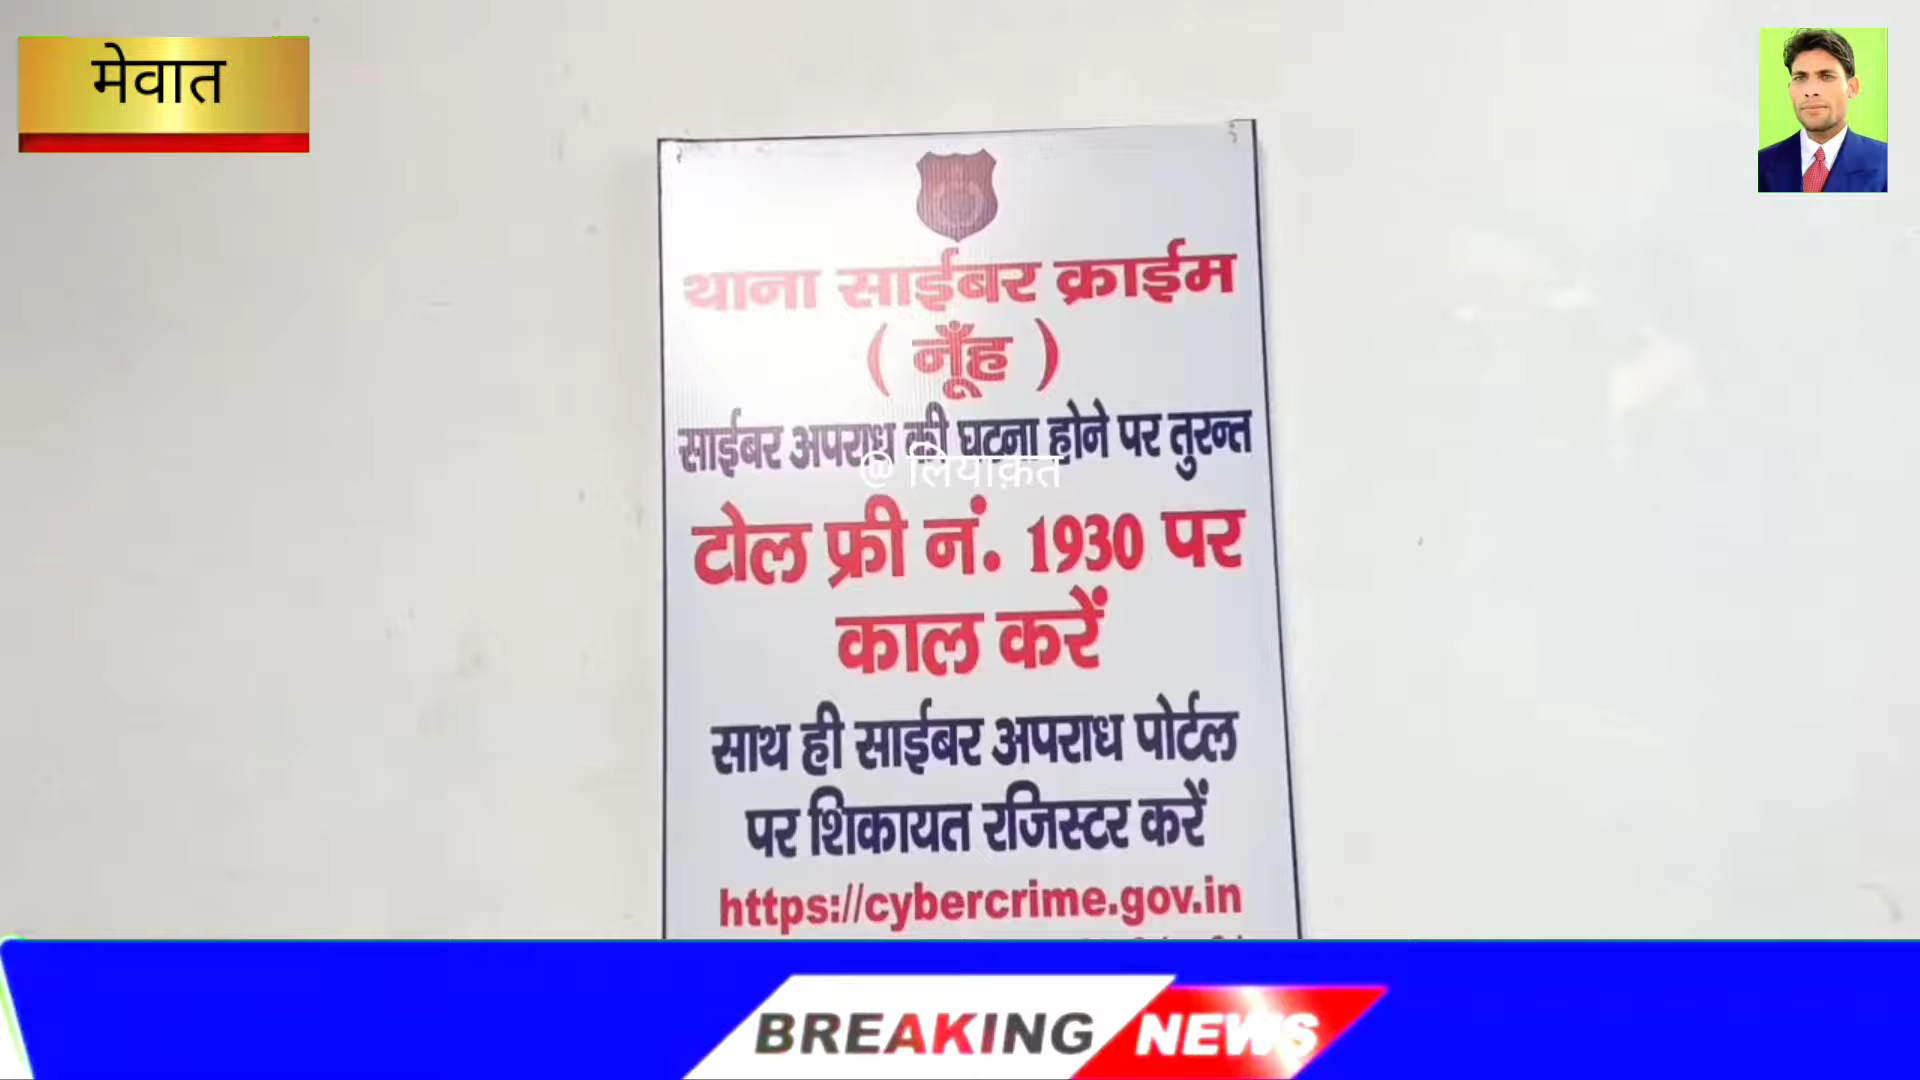 मेवात
थाना साईबर क्राईम
( नूँह )
साईबर अपराध की घटना होने पर तुरन्त
@ लियाक़त
टोल फ्री नं. 1930 पर
काल करें
साथ ही साईबर अपराध पोर्टल
पर शिकायत रजिस्टर करें
https://cybercrime.gov.in
BREAKING NEWS